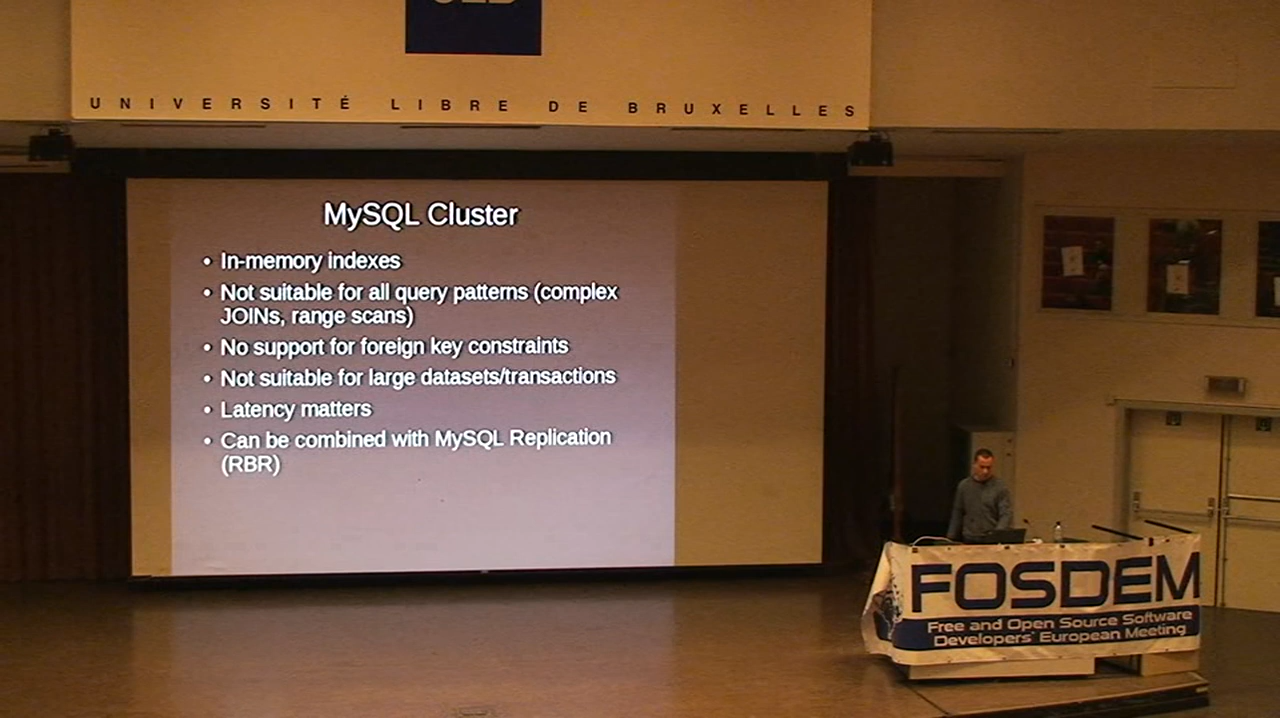 UNIVERSITÉ LIBRE DE BRUXELLES
MySQL Cluster
• In-memory indexes
• Not suitable for all query patterns (complex
JOINs, range scans)
• No support for foreign key constraints
• Not suitable for large datasets/transactions
• Latency matters
• Can be combined with MySQL Replication
(RBR)
FOSDEM
Free and Open Source Software
Developers' European Meeting